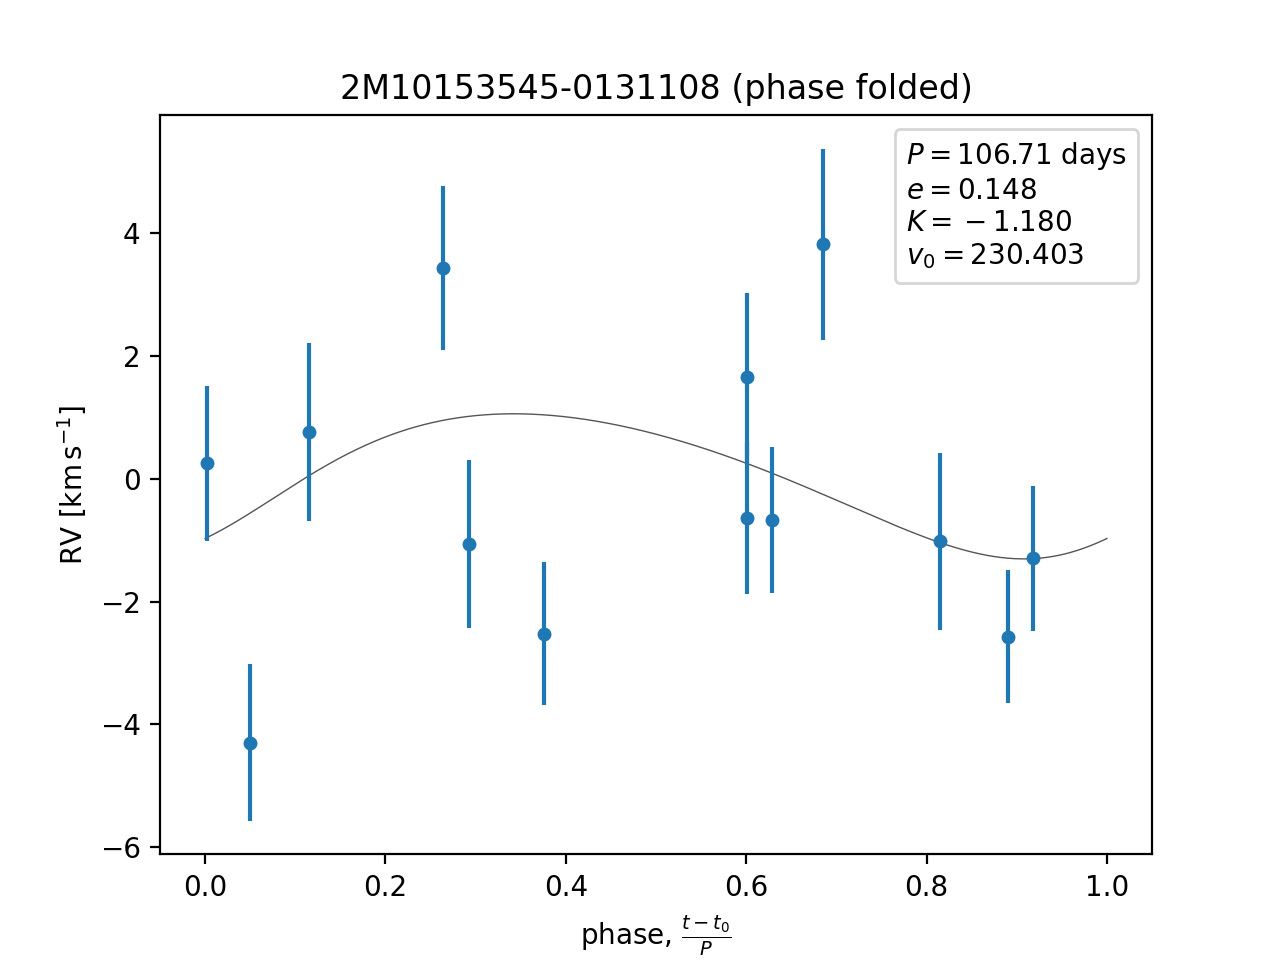 2M10153545-0131108 (phase folded)
P = 106.71 days
e = 0.148
K = −1.180
v₀ = 230.403
4
2
0
−2
−4
−6
RV [km s⁻¹]
0.0 0.2 0.4 0.6 0.8 1.0
phase, (t − t₀)/P